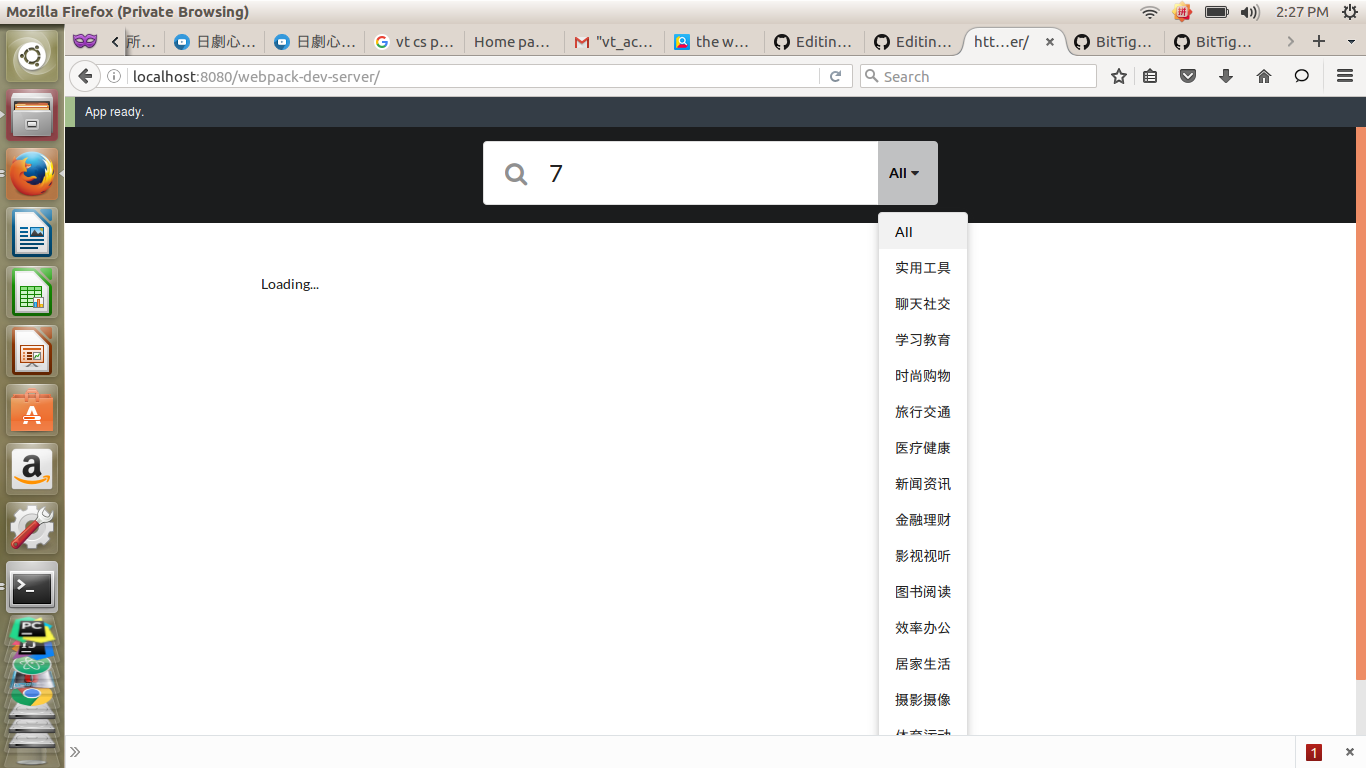 Mozilla Firefox (Private Browsing)
2:27 PM
所…
日劇心…
日劇心…
vt cs p…
Home pa…
"vt_ac…
the w…
Editin…
Editin…
htt…er/
BitTig…
BitTig…
localhost:8080/webpack-dev-server/
Search
App ready.
7
All
All
实用工具
聊天社交
学习教育
时尚购物
旅行交通
医疗健康
新闻资讯
金融理财
影视视听
图书阅读
效率办公
居家生活
摄影摄像
体育运动
Loading...
1